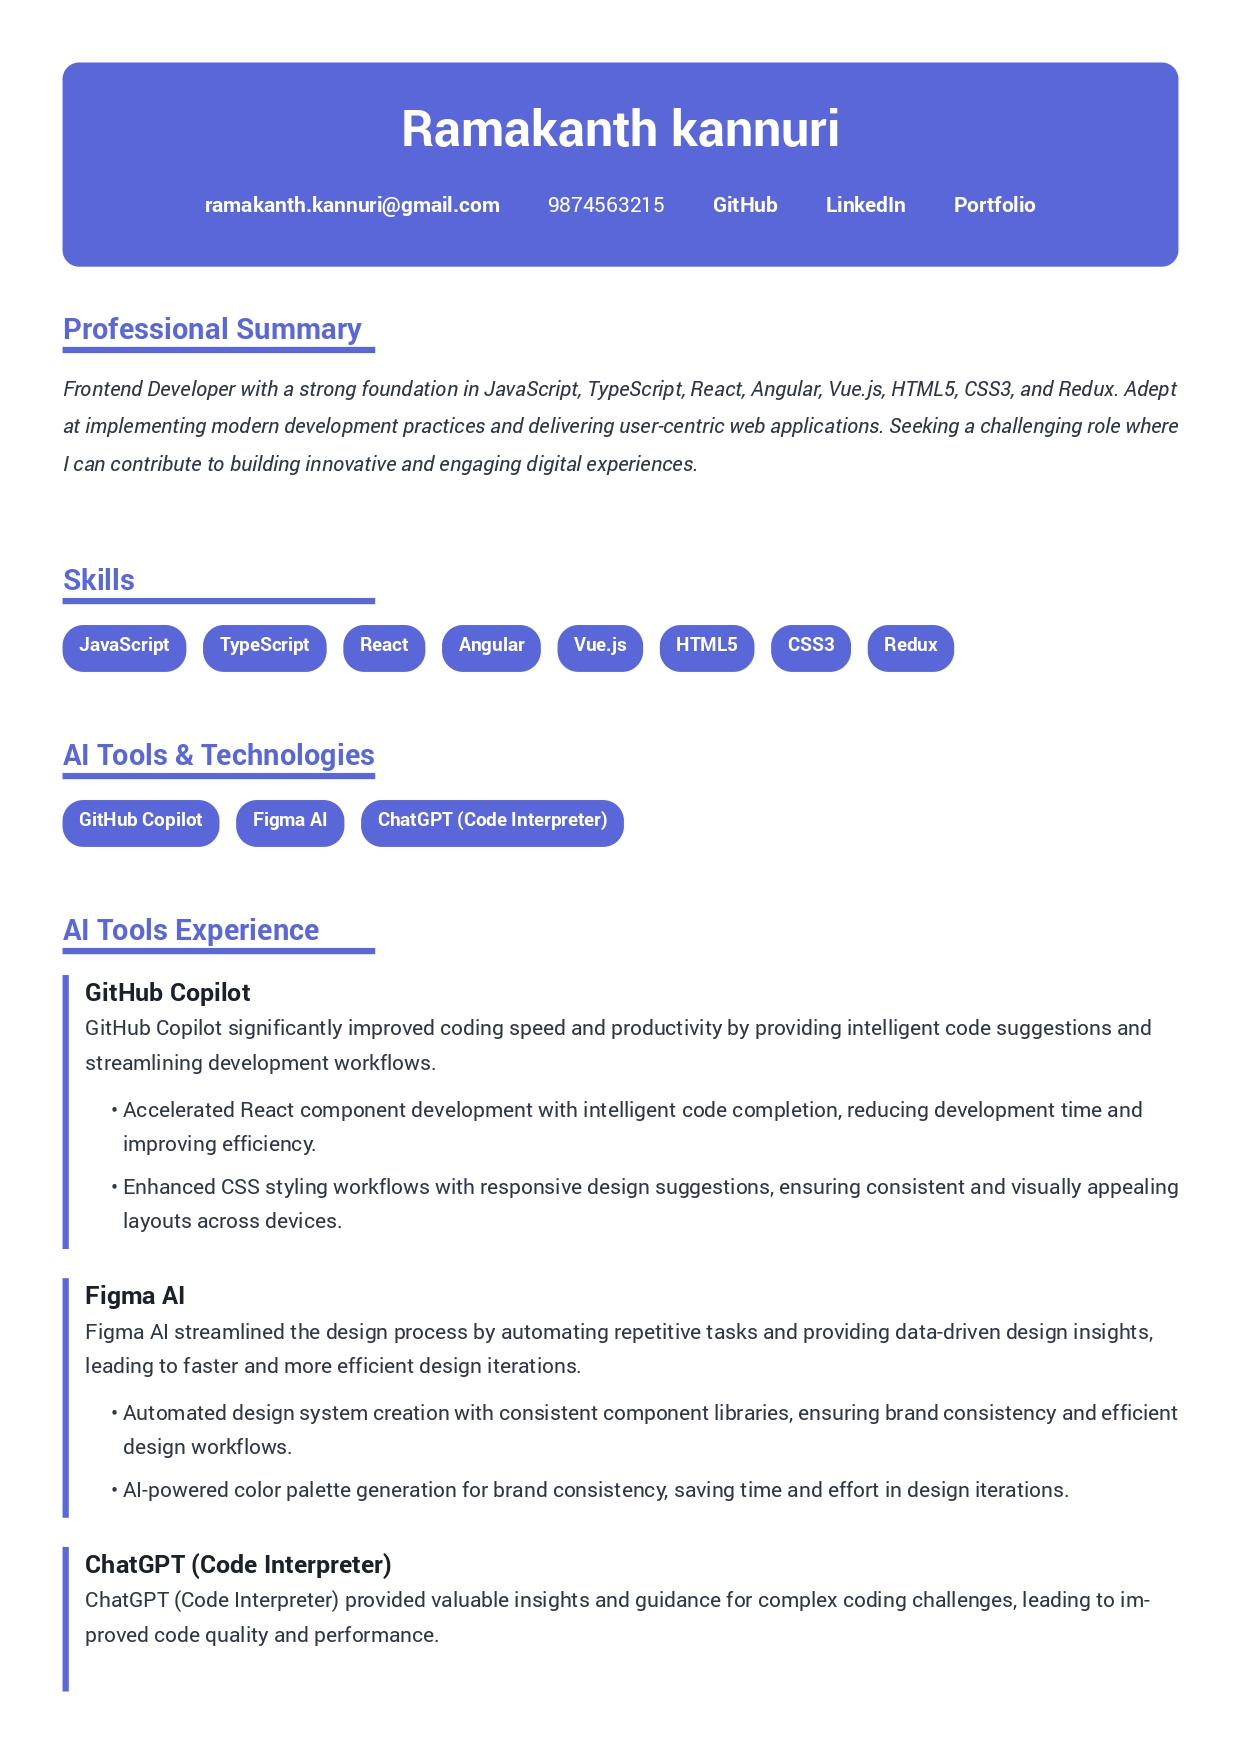 Ramakanth kannuri
ramakanth.kannuri@gmail.com 9874563215 GitHub LinkedIn Portfolio
Professional Summary
Frontend Developer with a strong foundation in JavaScript, TypeScript, React, Angular, Vue.js, HTML5, CSS3, and Redux. Adept
at implementing modern development practices and delivering user-centric web applications. Seeking a challenging role where
I can contribute to building innovative and engaging digital experiences.
Skills
JavaScript TypeScript React Angular Vue.js HTML5 CSS3 Redux
AI Tools & Technologies
GitHub Copilot Figma AI ChatGPT (Code Interpreter)
AI Tools Experience
GitHub Copilot
GitHub Copilot significantly improved coding speed and productivity by providing intelligent code suggestions and
streamlining development workflows.
• Accelerated React component development with intelligent code completion, reducing development time and
improving efficiency.
• Enhanced CSS styling workflows with responsive design suggestions, ensuring consistent and visually appealing
layouts across devices.
Figma AI
Figma AI streamlined the design process by automating repetitive tasks and providing data-driven design insights,
leading to faster and more efficient design iterations.
• Automated design system creation with consistent component libraries, ensuring brand consistency and efficient
design workflows.
• AI-powered color palette generation for brand consistency, saving time and effort in design iterations.
ChatGPT (Code Interpreter)
ChatGPT (Code Interpreter) provided valuable insights and guidance for complex coding challenges, leading to im-
proved code quality and performance.